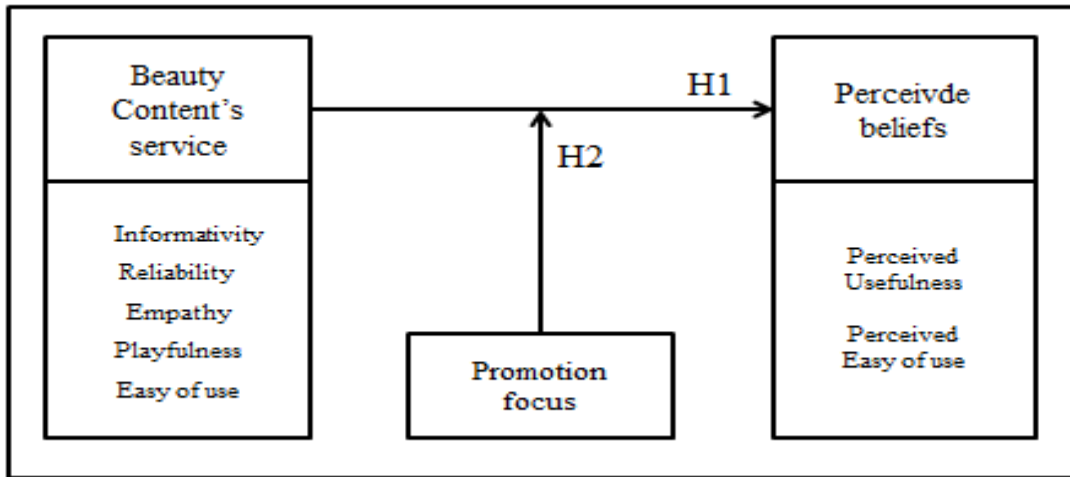 Beauty
Content's
service
Informativity
Reliability
Empathy
Playfulness
Easy of use
H1
H2
Promotion
focus
Perceivde
beliefs
Perceived
Usefulness
Perceived
Easy of use